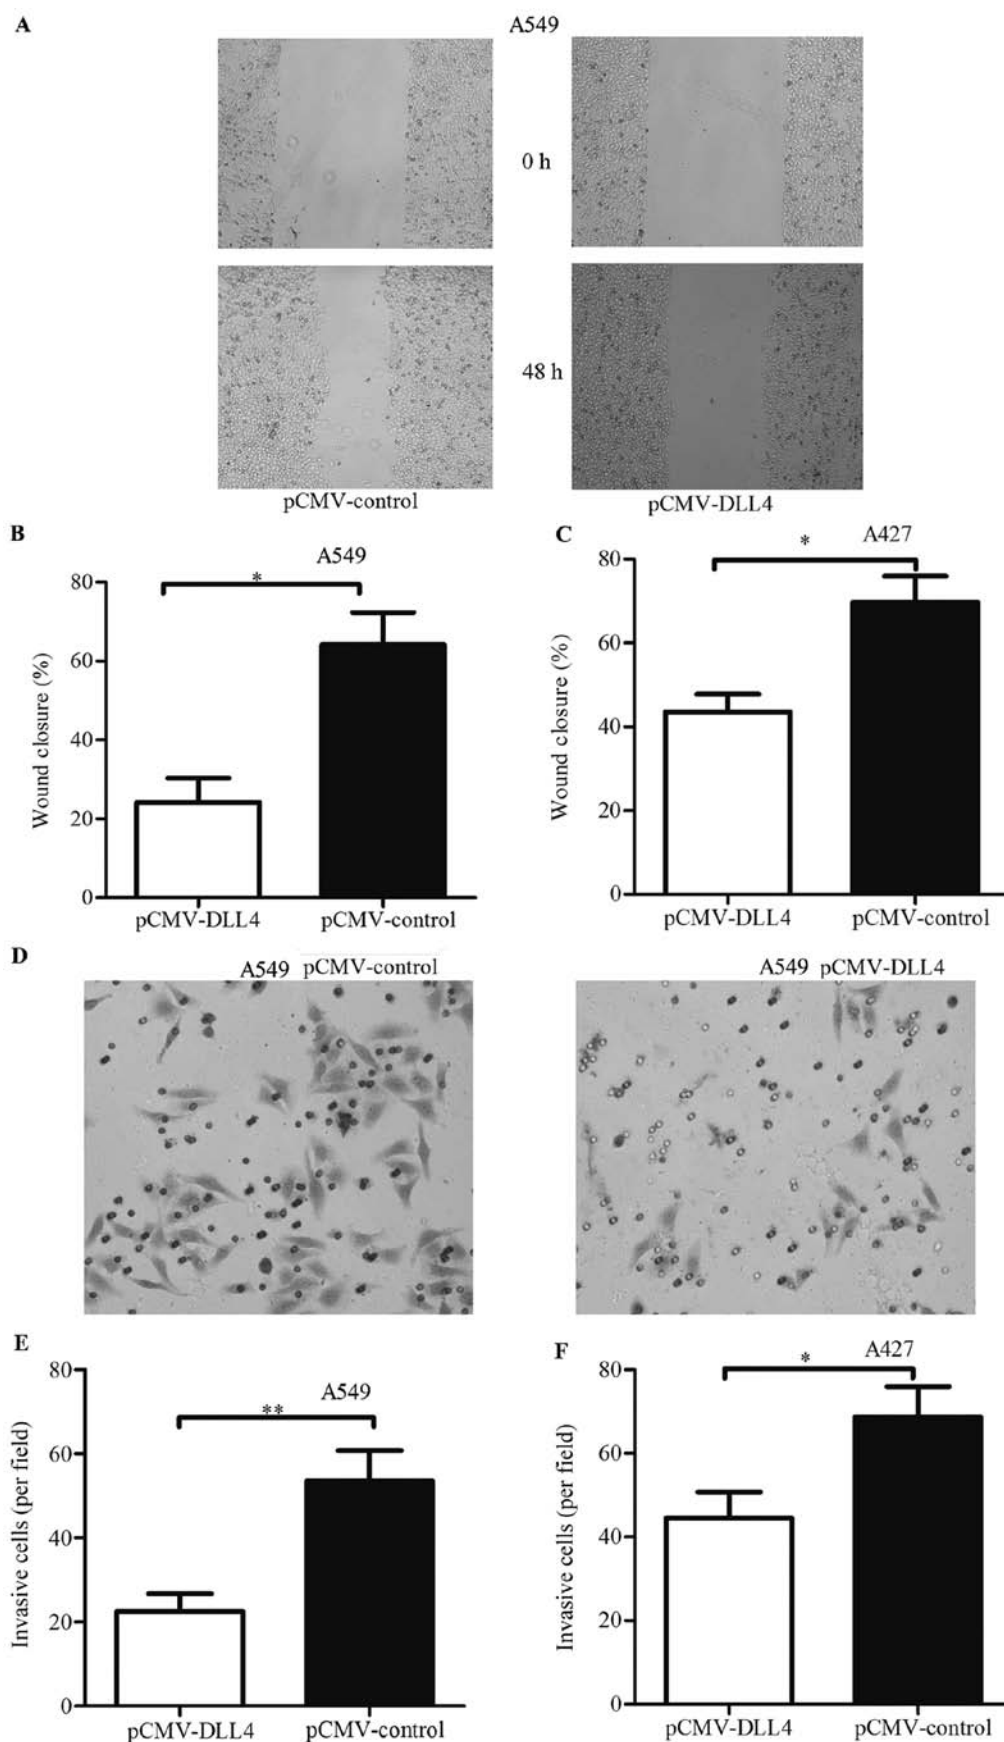 A
A549
0 h
48 h
pCMV-control
pCMV-DLL4
B
A549
*
80
60
40
20
0
Wound closure (%)
pCMV-DLL4
pCMV-control
C
A427
*
80
60
40
20
0
Wound closure (%)
pCMV-DLL4
pCMV-control
D
A549 pCMV-control
A549 pCMV-DLL4
E
A549
**
80
60
40
20
0
Invasive cells (per field)
pCMV-DLL4
pCMV-control
F
A427
*
80
60
40
20
0
Invasive cells (per field)
pCMV-DLL4
pCMV-control